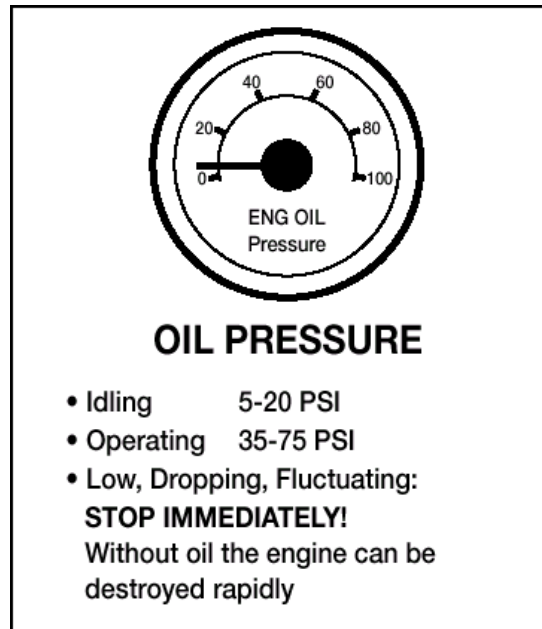 40 60
20 80
0 100
ENG OIL
Pressure
OIL PRESSURE
• Idling 5-20 PSI
• Operating 35-75 PSI
• Low, Dropping, Fluctuating:
STOP IMMEDIATELY!
Without oil the engine can be
destroyed rapidly